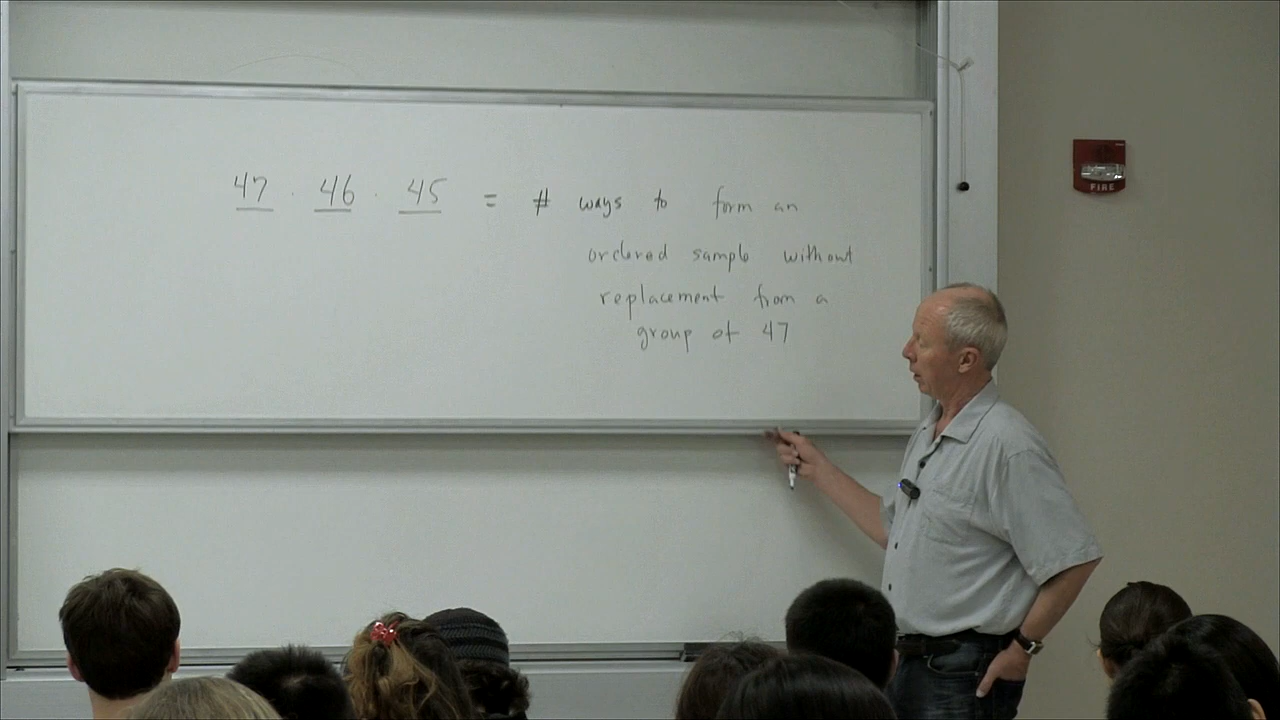 47 · 46 · 45 = # ways to form an
ordered sample without
replacement from a
group of 47
FIRE